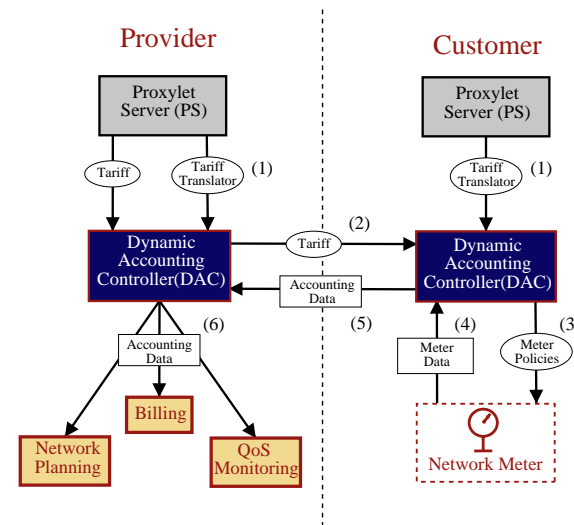 Provider
Customer
Proxylet
Server (PS)
Proxylet
Server (PS)
Tariff
Tariff
Translator
(1)
Tariff
Translator
(1)
(2)
Dynamic
Accounting
Controller(DAC)
Tariff
Dynamic
Accounting
Controller(DAC)
Accounting
Data
(5)
(6)
Accounting
Data
(4)
(3
Meter
Data
Meter
Policies
Billing
Network
Planning
QoS
Monitoring
Network Meter